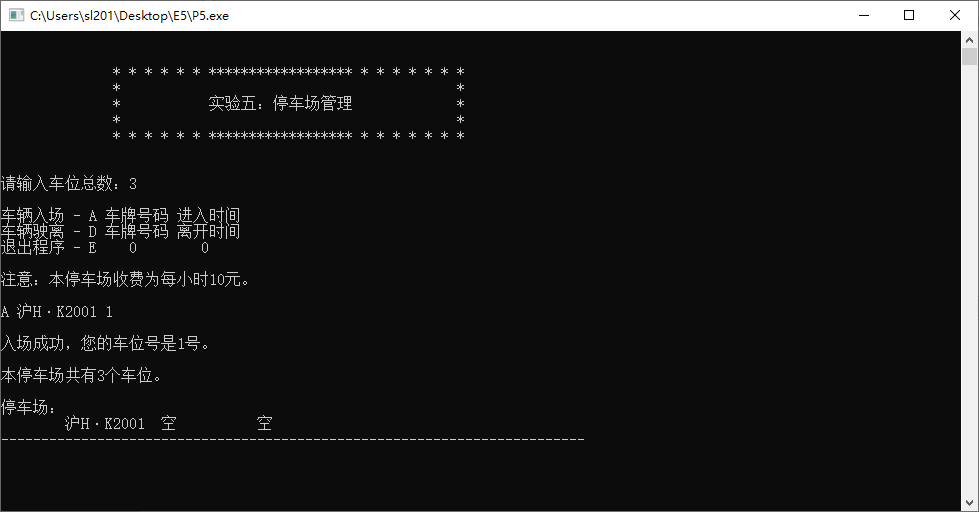 C:\Users\sl201\Desktop\E5\P5.exe
* * * * * * ****************** * * * * * * *
* *
* 实验五: 停车场管理 *
* *
* * * * * * ****************** * * * * * * *
请输入车位总数: 3
车辆入场 - A 车牌号码 进入时间
车辆驶离 - D 车牌号码 离开时间
退出程序 - E 0 0
注意: 本停车场收费为每小时10元。
A 沪H·K2001 1
入场成功, 您的车位号是1号。
本停车场共有3个车位。
停车场:
沪H·K2001 空 空
-------------------------------------------------------------------------